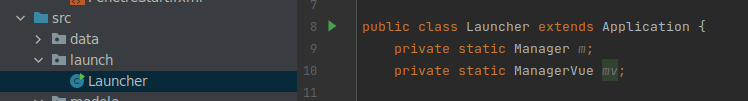 src
data
launch
Launcher
7
8 public class Launcher extends Application {
9 private static Manager m;
10 private static ManagerVue mv;
11